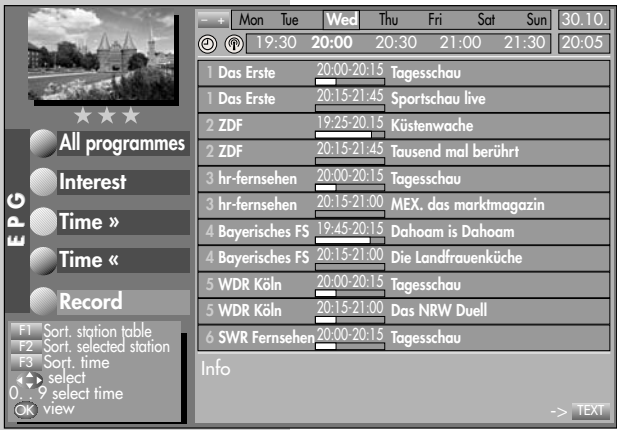 - + Mon Tue Wed Thu Fri Sat Sun 30.10.
19:30 20:00 20:30 21:00 21:30 20:05
1 Das Erste 20:00-20:15 Tagesschau
1 Das Erste 20:15-21:45 Sportschau live
2 ZDF 19:25-20.15 Küstenwache
2 ZDF 20:15-21:45 Tausend mal berührt
3 hr-fernsehen 20:00-20:15 Tagesschau
3 hr-fernsehen 20:15-21:00 MEX. das marktmagazin
4 Bayerisches FS 19:45-20:15 Dahoam is Dahoam
4 Bayerisches FS 20:15-21:00 Die Landfrauenküche
5 WDR Köln 20:00-20:15 Tagesschau
5 WDR Köln 20:15-21:00 Das NRW Duell
6 SWR Fernsehen 20:00-20:15 Tagesschau
EPG
All programmes
Interest
Time »
Time «
Record
F1 Sort. station table
F2 Sort. selected station
F3 Sort. time
select
0. . 9 select time
OK view
Info
-> TEXT